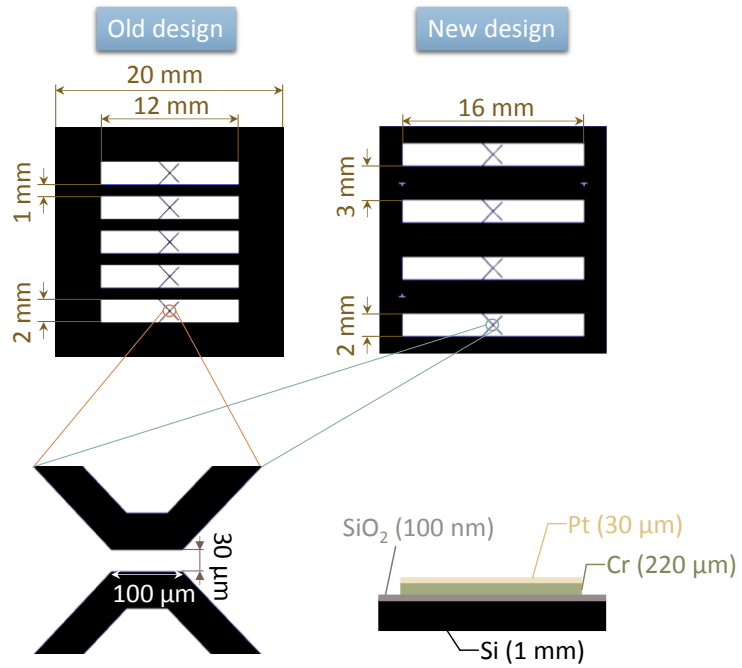 Old design
New design
20 mm
12 mm
16 mm
1 mm
3 mm
2 mm
2 mm
30 µm
100 µm
SiO₂ (100 nm)
Pt (30 µm)
Cr (220 µm)
Si (1 mm)